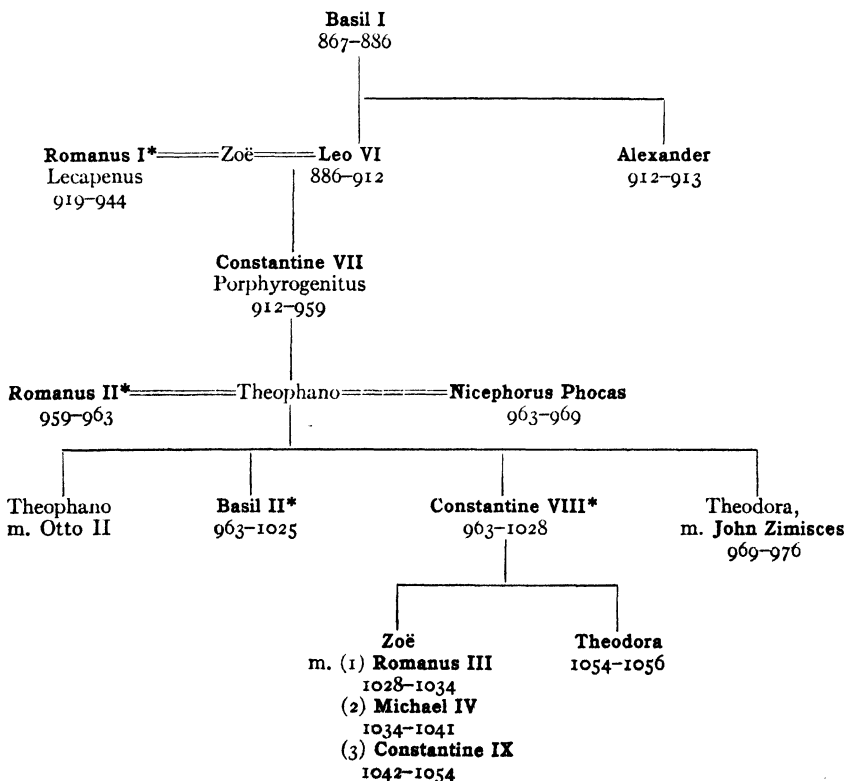 Basil I
867–886
Romanus I* Zoë Leo VI Alexander
Lecapenus 886–912 912–913
919–944
Constantine VII
Porphyrogenitus
912–959
Romanus II* Theophano Nicephorus Phocas
959–963 963–969
Theophano Basil II* Constantine VIII* Theodora,
m. Otto II 963–1025 963–1028 m. John Zimisces
969–976
Zoë Theodora
m. (1) Romanus III 1054–1056
1028–1034
(2) Michael IV
1034–1041
(3) Constantine IX
1042–1054